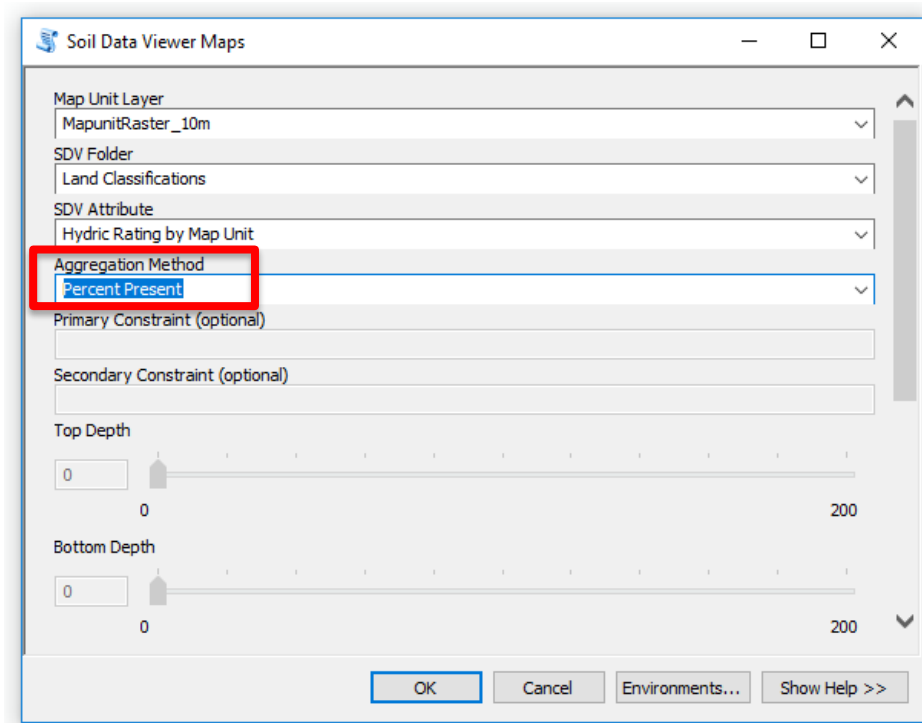 Soil Data Viewer Maps
Map Unit Layer
MapunitRaster_10m
SDV Folder
Land Classifications
SDV Attribute
Hydric Rating by Map Unit
Aggregation Method
Percent Present
Primary Constraint (optional)
Secondary Constraint (optional)
Top Depth
0
0 200
Bottom Depth
0
0 200
OK Cancel Environments... Show Help >>